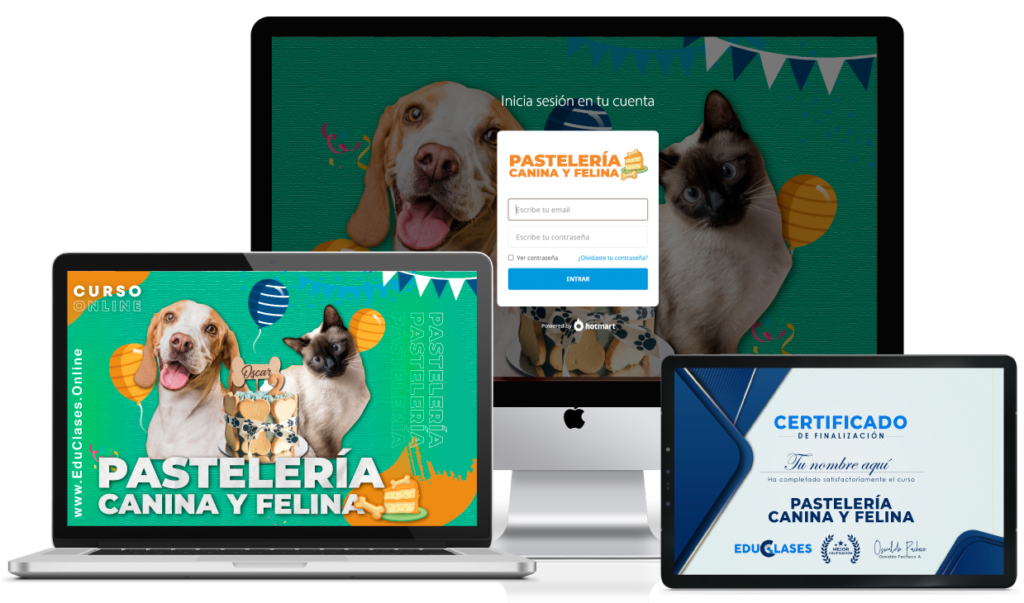 Inicia sesión en tu cuenta
PASTELERÍA
CANINA Y FELINA
Escribe tu email
Escribe tu contraseña
Ver contraseña
¿Olvidaste tu contraseña?
ENTRAR
Powered by hotmart
CURSO
ONLINE
www.EduClases.Online
Oscar
PASTELERÍA
PASTELERÍA
PASTELERÍA
PASTELERÍA
CANINA Y FELINA
CERTIFICADO
DE FINALIZACIÓN
Tu nombre aquí
Ha completado satisfactoriamente el curso
PASTELERÍA
CANINA Y FELINA
EDUCLASES
MEJOR
CALIFICACIÓN
Oswaldo Pacheco
Oswaldo Pacheco A.